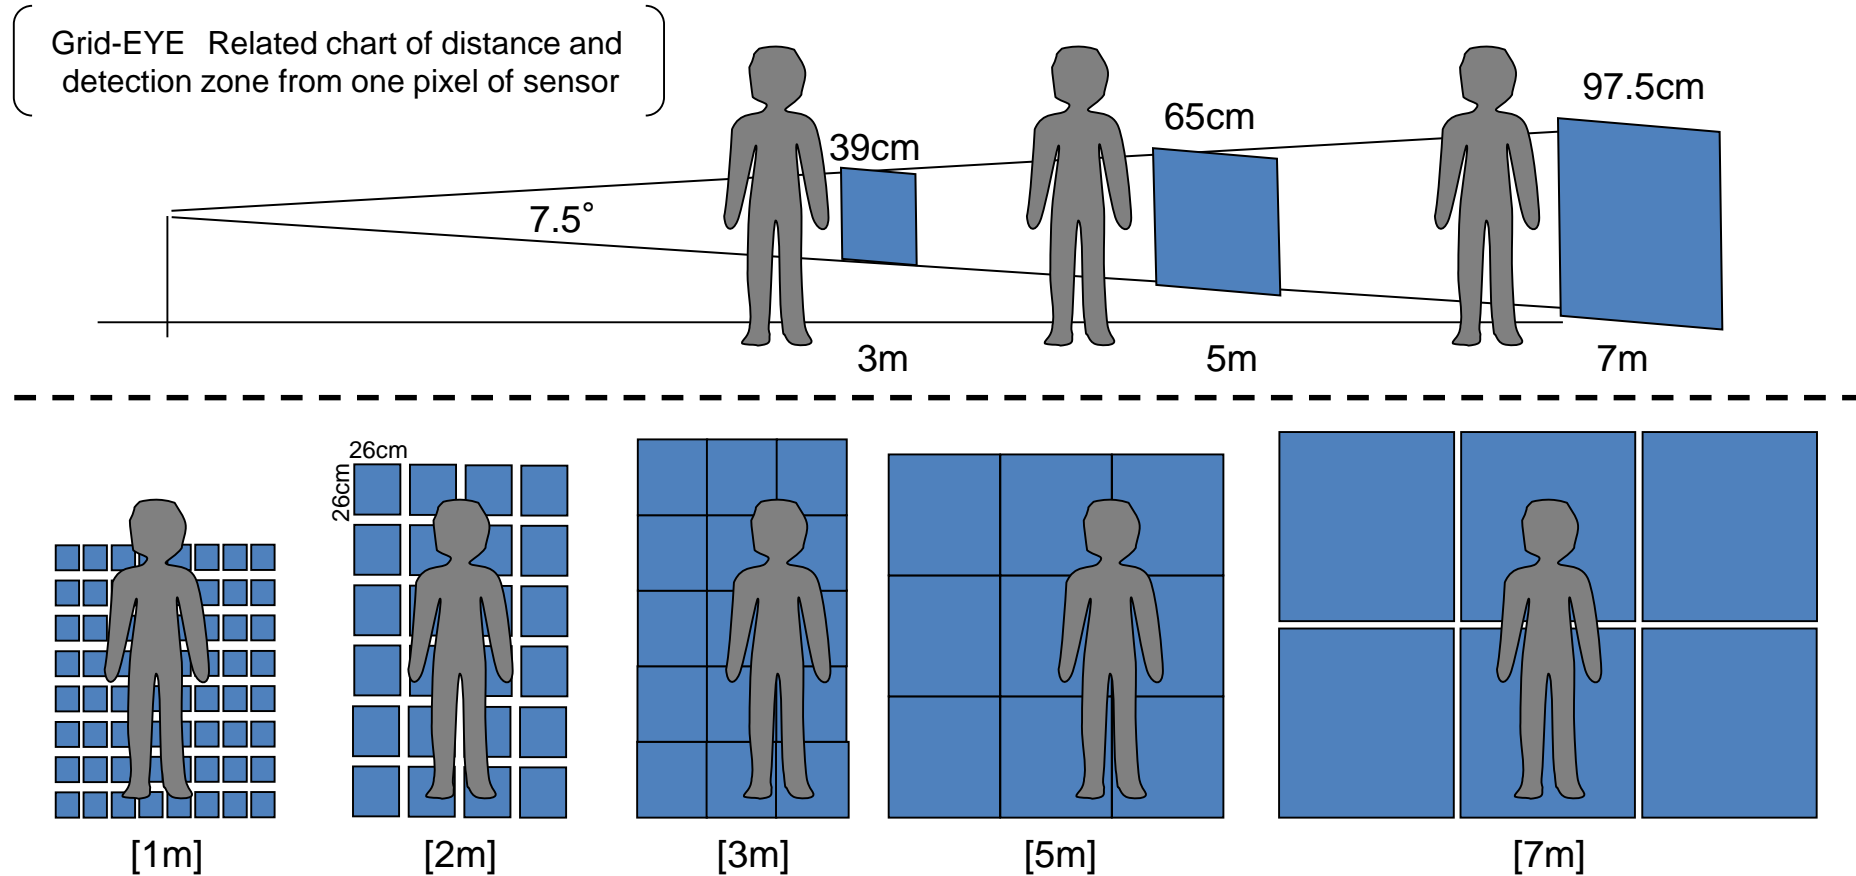 Grid-EYE Related chart of distance and
detection zone from one pixel of sensor
97.5cm
65cm
39cm
7.5°
3m
5m
7m
26cm
26cm
[1m]
[2m]
[3m]
[5m]
[7m]